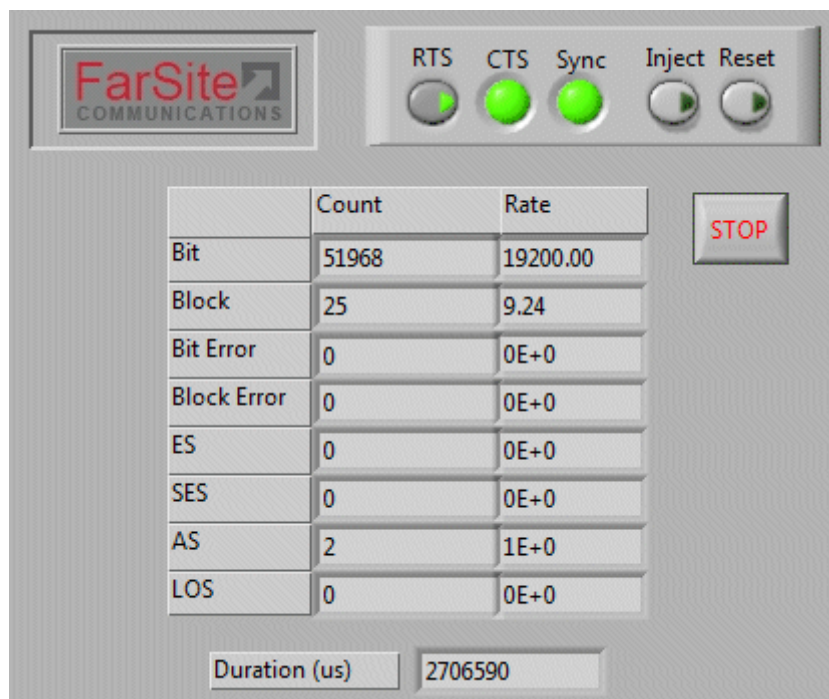 FarSite
COMMUNICATIONS
RTS CTS Sync Inject Reset
Count Rate
STOP
Bit 51968 19200.00
Block 25 9.24
Bit Error 0 0E+0
Block Error 0 0E+0
ES 0 0E+0
SES 0 0E+0
AS 2 1E+0
LOS 0 0E+0
Duration (us) 2706590